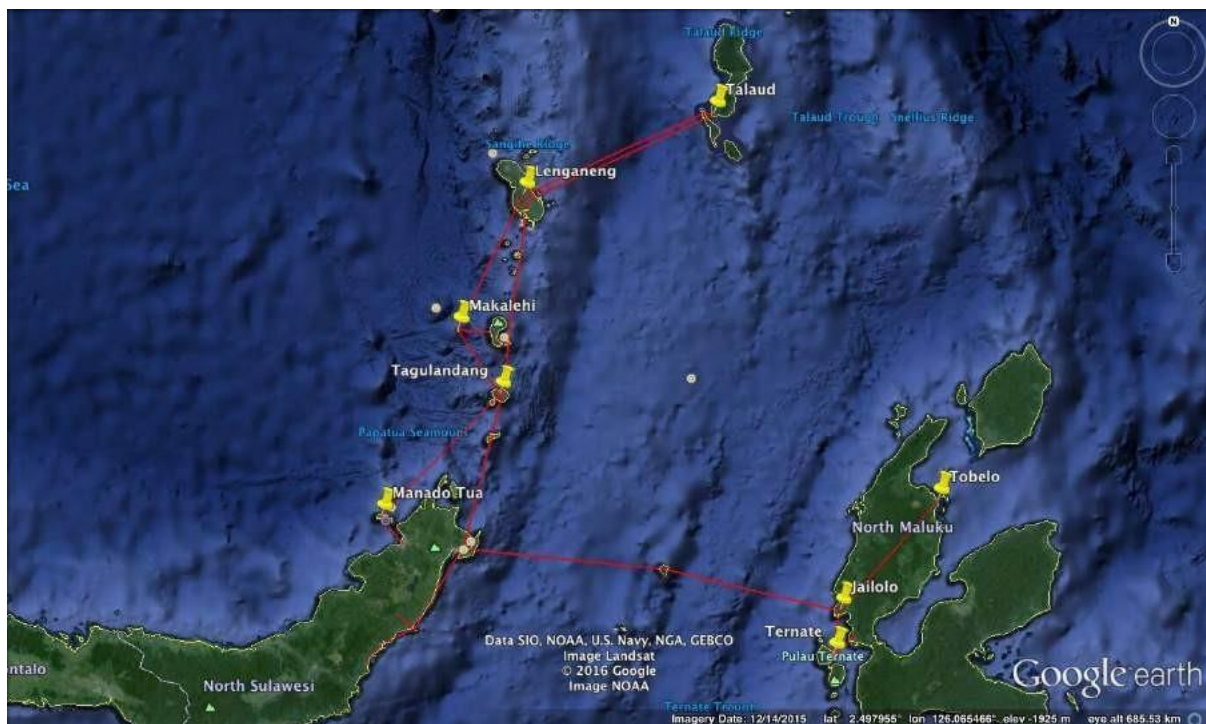 N
Talaud Ridge
Talaud
Talaud Trough
Snellius Ridge
Sangihe Ridge
Sea
Lenganeng
Makalehi
Tagulandang
Papatua Seamount
Manado Tua
Tobelo
North Maluku
Jailolo
Ternate
Pulau Ternate
Data SIO, NOAA, U.S. Navy, NGA, GEBCO
Image Landsat
© 2016 Google
Image NOAA
Google earth
ontalo
North Sulawesi
Ternate Trough
Imagery Date: 12/14/2015 lat 2.497955° lon 126.065466° elev -1925 m eye alt 685.53 km